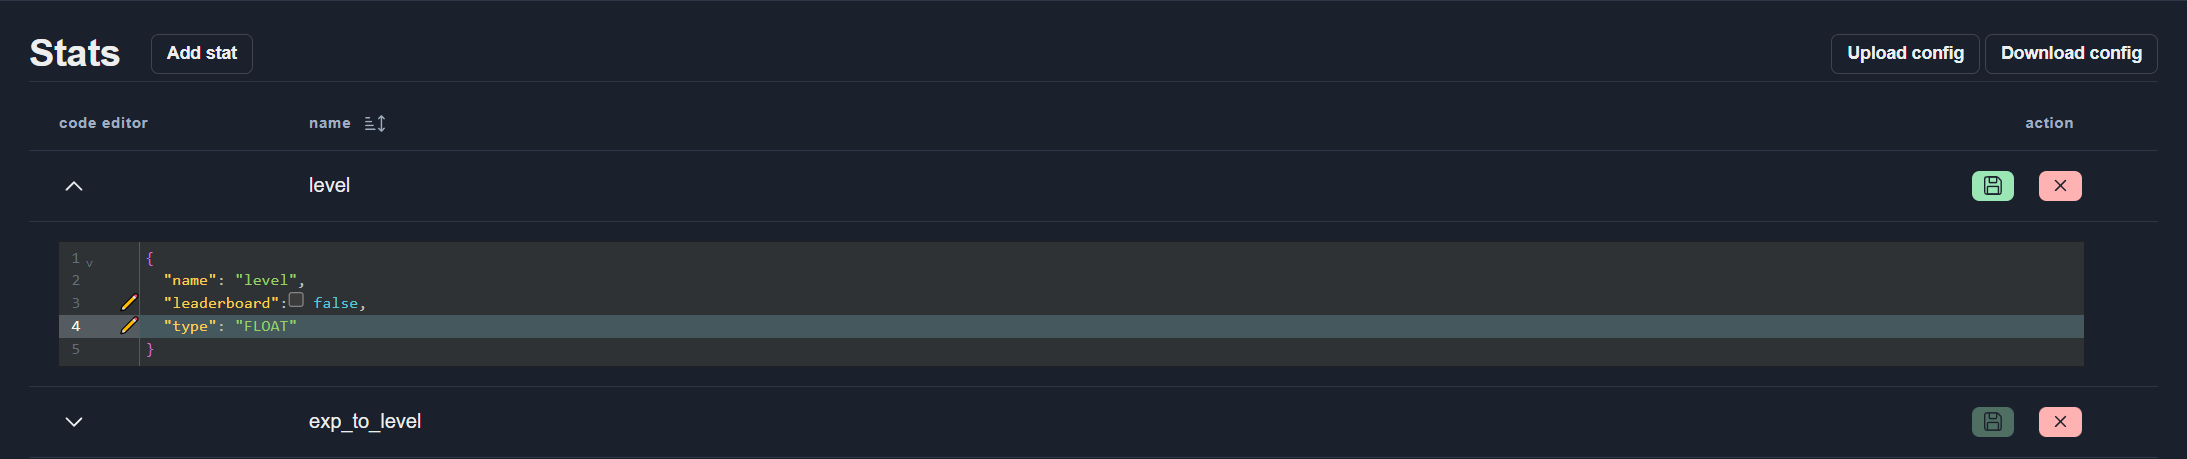 Stats Add stat Upload config Download config
code editor name action
level
1 {
2 "name": "level",
3 "leaderboard": false,
4 "type": "FLOAT"
5 }
exp_to_level